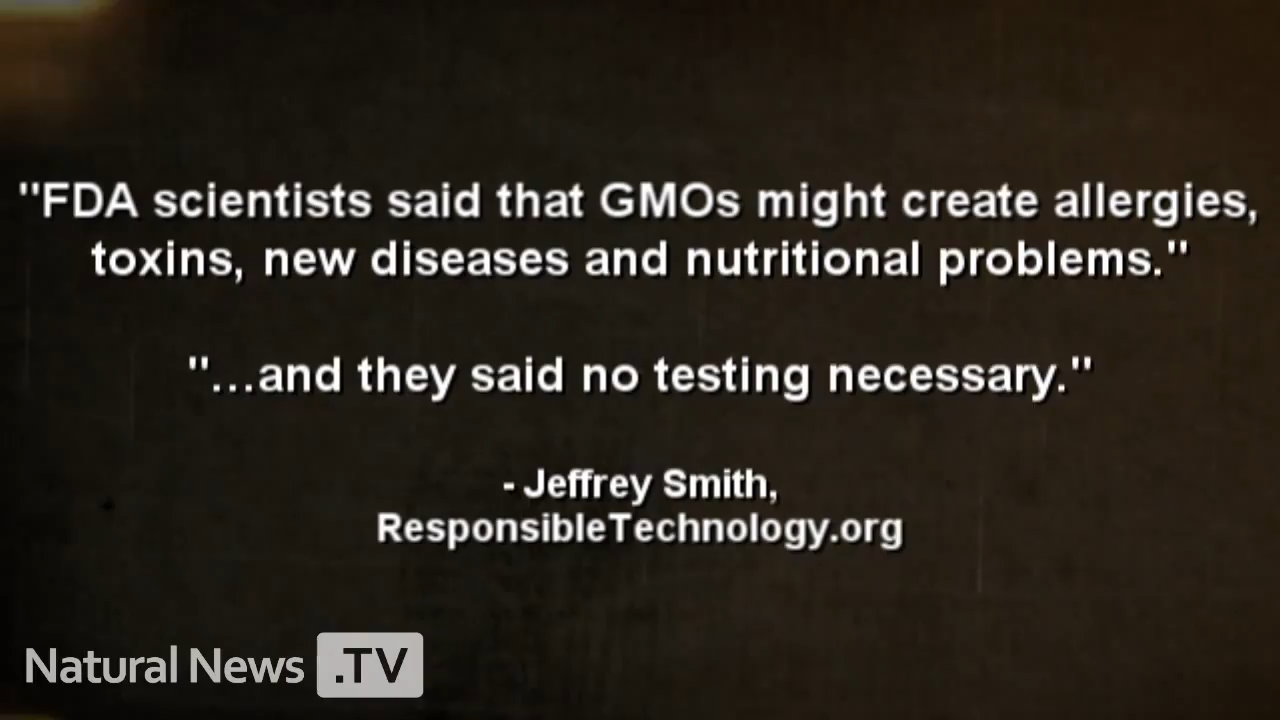 "FDA scientists said that GMOs might create allergies,
toxins, new diseases and nutritional problems."
"...and they said no testing necessary."
- Jeffrey Smith,
ResponsibleTechnology.org
Natural News .TV